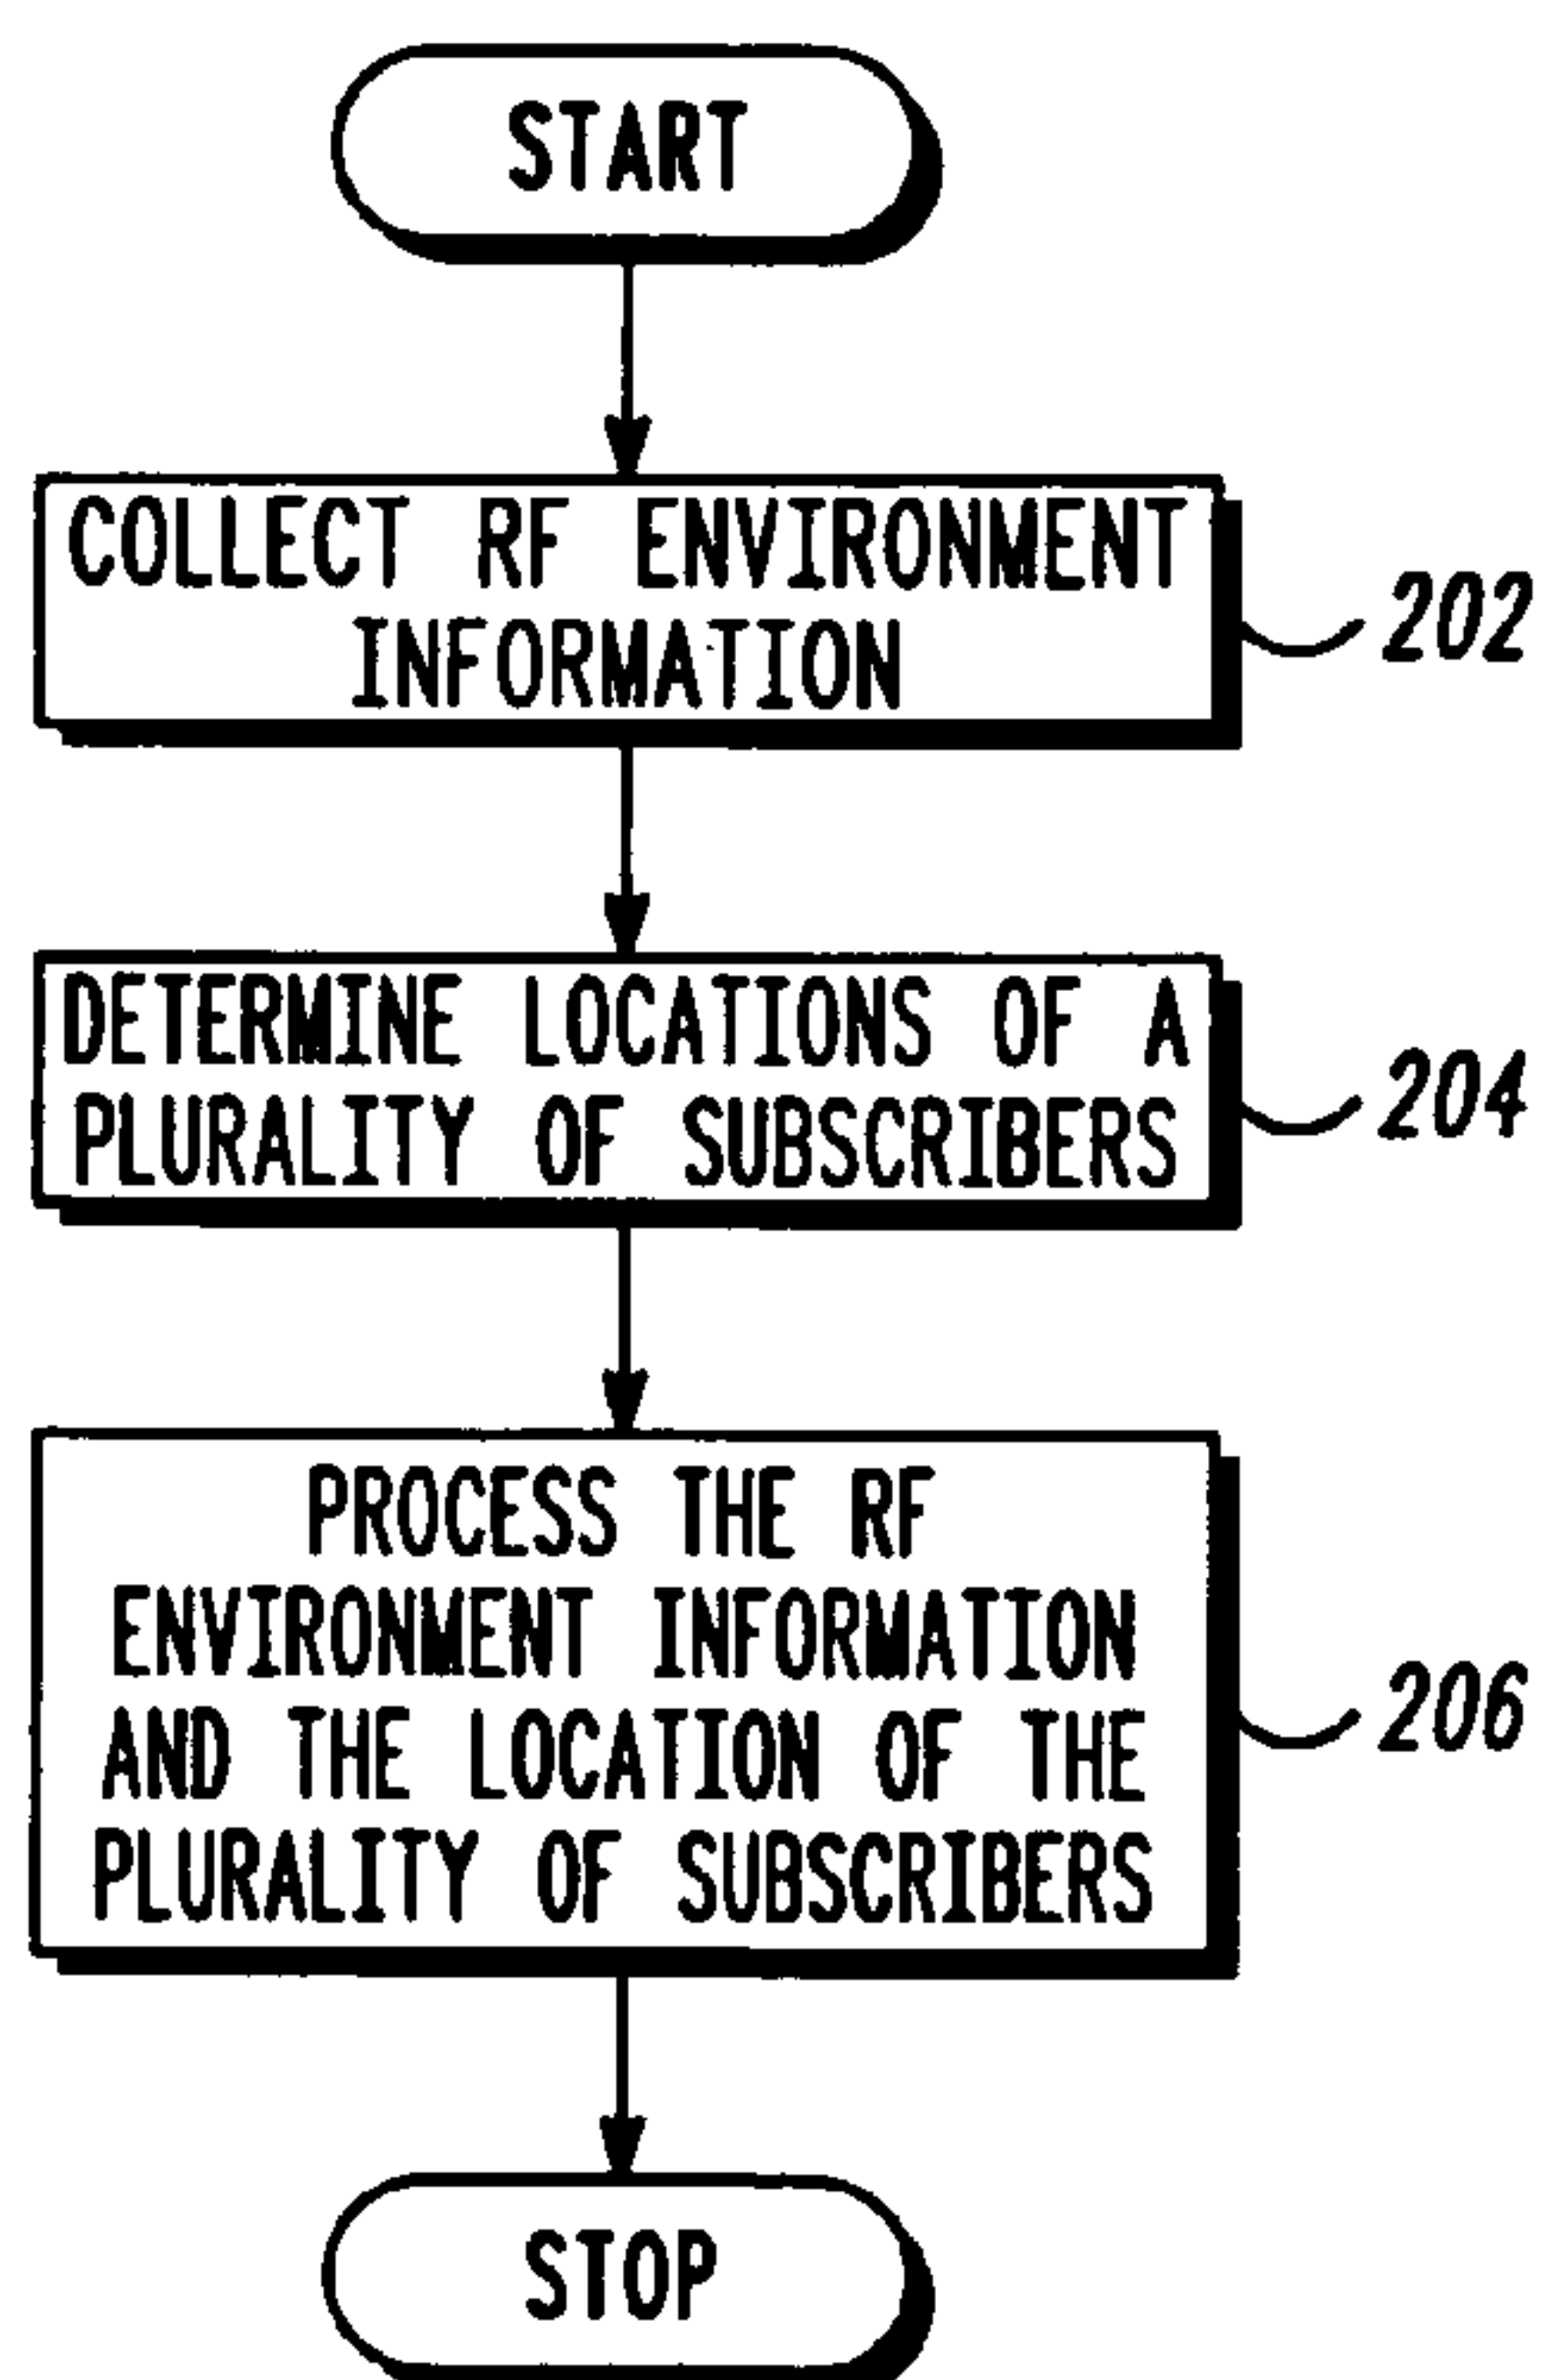 START
COLLECT RF ENVIRONMENT
INFORMATION
202
DETERMINE LOCATIONS OF A
PLURALITY OF SUBSCRIBERS
204
PROCESS THE RF
ENVIRONMENT INFORMATION
AND THE LOCATION OF THE
PLURALITY OF SUBSCRIBERS
206
STOP